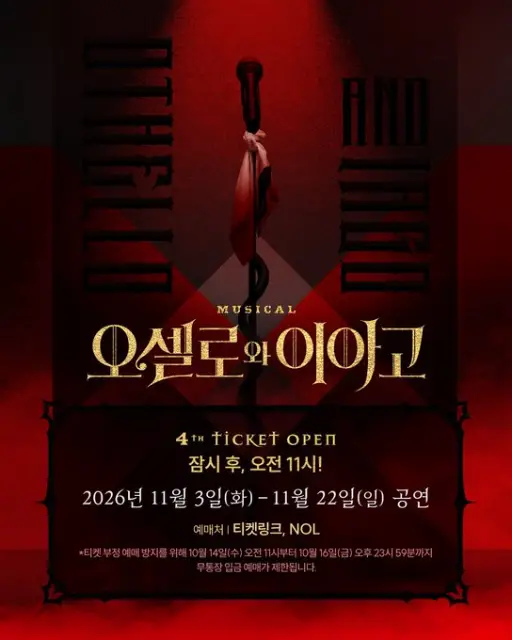 OTHELLO
AND IAGO
MUSICAL
오셀로와 이아고
4TH TICKET OPEN
잠시 후, 오전 11시!
2026년 11월 3일(화) – 11월 22일(일) 공연
예매처 | 티켓링크, NOL
*티켓 부정 예매 방지를 위해 10월 14일(수) 오전 11시부터 10월 16일(금) 오후 23시 59분까지
무통장 입금 예매가 제한됩니다.